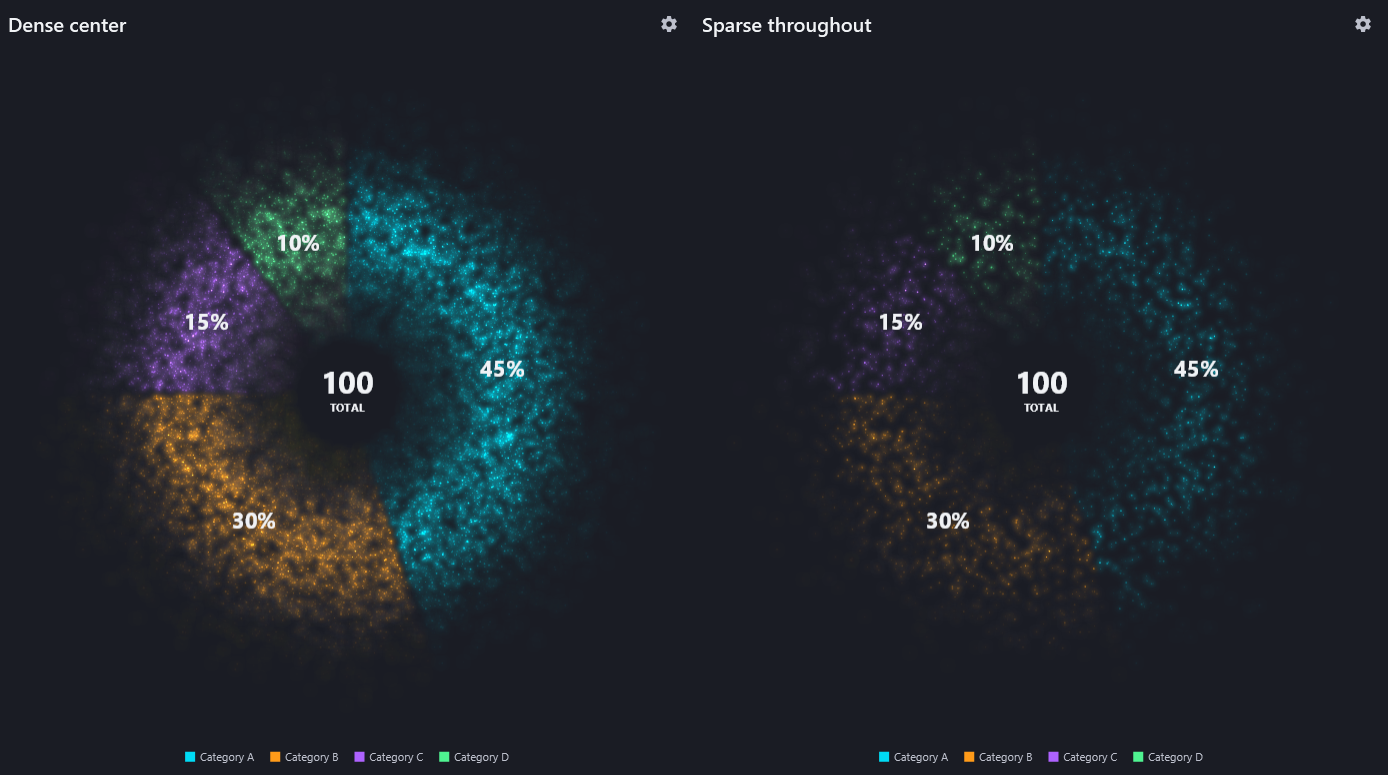 Dense center
10%
15%
45%
100
TOTAL
30%
Category A
Category B
Category C
Category D
Sparse throughout
10%
15%
45%
100
TOTAL
30%
Category A
Category B
Category C
Category D